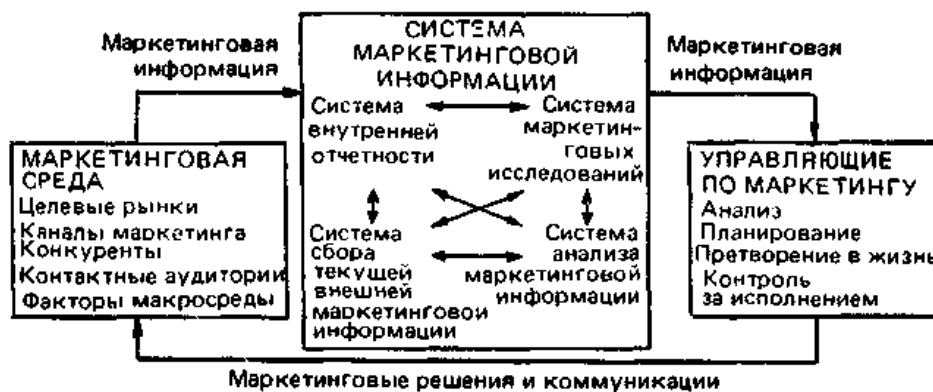 Маркетинговая
информация
СИСТЕМА
МАРКЕТИНГОВОЙ
ИНФОРМАЦИИ
Маркетинговая
информация
Система
внутренней
отчетности
Система
маркетин-
говых
исследований
Система
сбора
текущей
внешней
маркетинговой
информации
Система
анализа
маркетинговой
информации
МАРКЕТИНГОВАЯ
СРЕДА
Целевые рынки
Каналы маркетинга
Конкуренты
Контактные аудитории
Факторы макросреды
УПРАВЛЯЮЩИЕ
ПО МАРКЕТИНГУ
Анализ
Планирование
Претворение в жизнь
Контроль
за исполнением
Маркетинговые решения и коммуникации